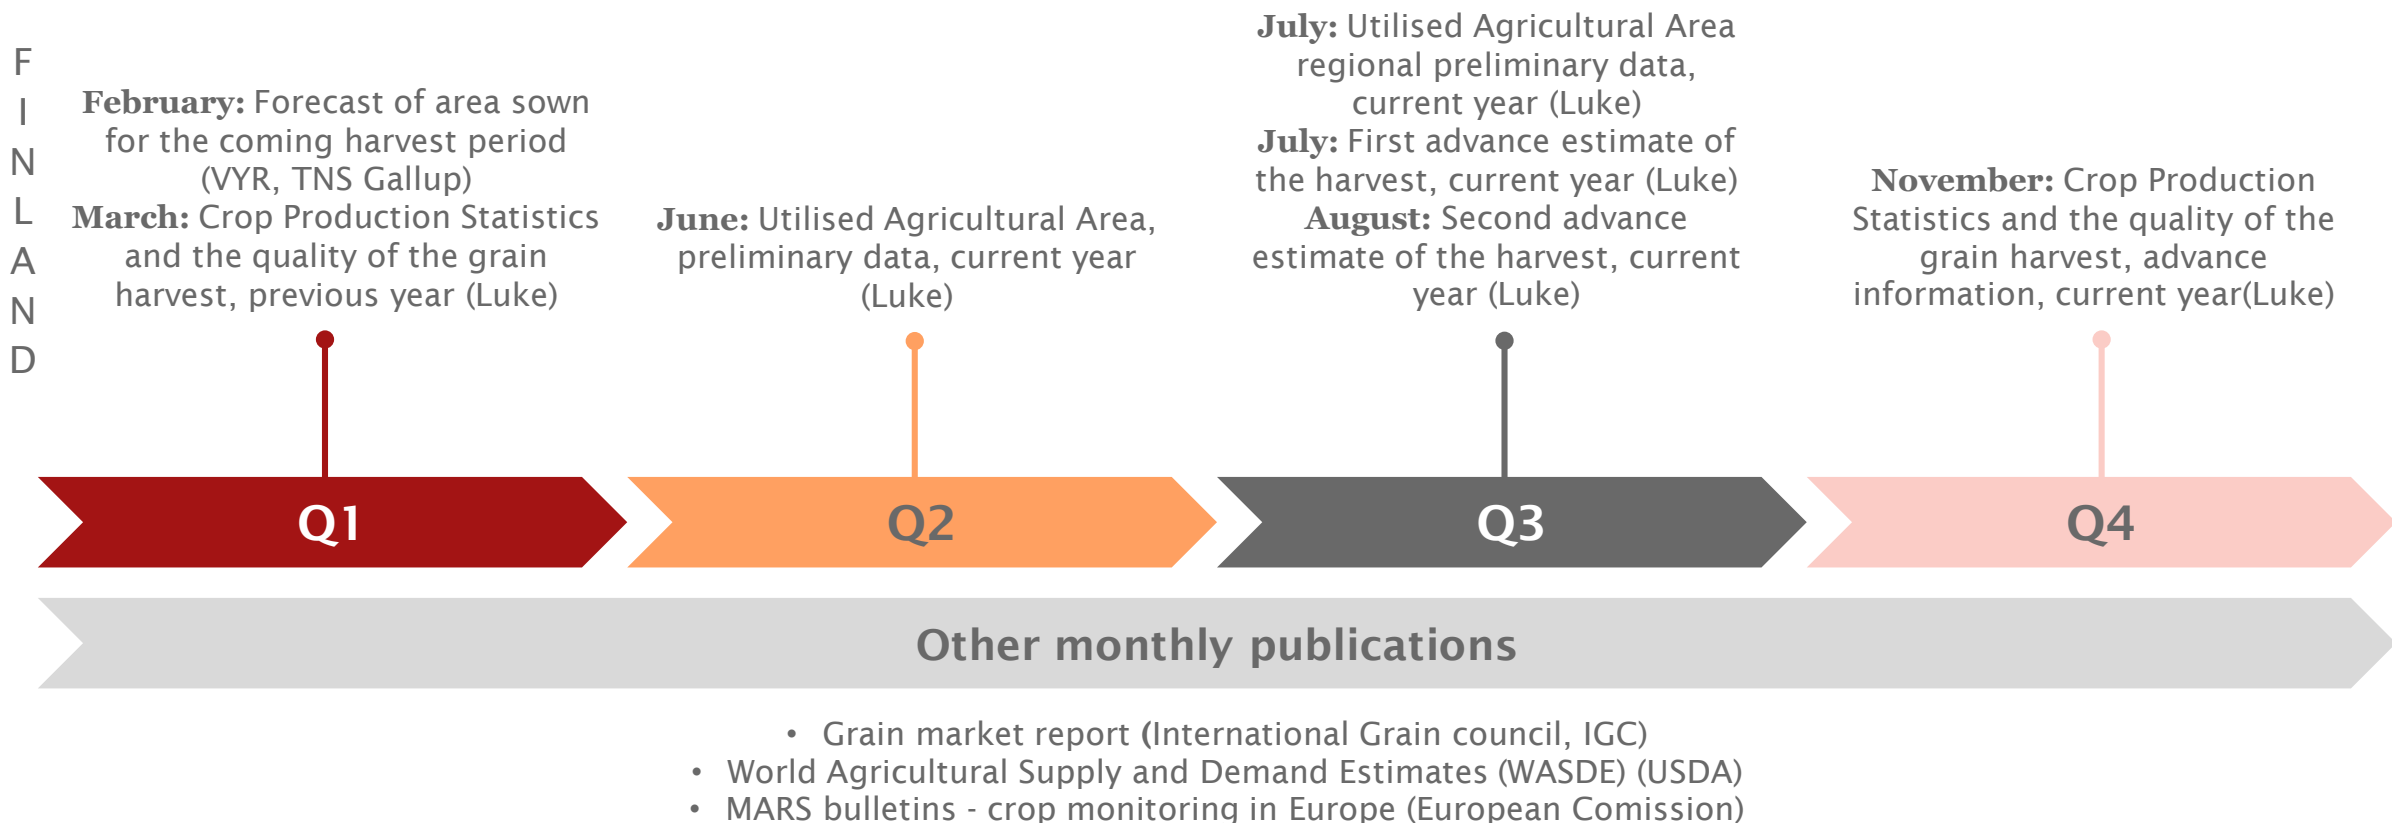 FINLAND
February: Forecast of area sown
for the coming harvest period
(VYR, TNS Gallup)
March: Crop Production Statistics
and the quality of the grain
harvest, previous year (Luke)
June: Utilised Agricultural Area,
preliminary data, current year
(Luke)
July: Utilised Agricultural Area
regional preliminary data,
current year (Luke)
July: First advance estimate of
the harvest, current year (Luke)
August: Second advance
estimate of the harvest, current
year (Luke)
November: Crop Production
Statistics and the quality of the
grain harvest, advance
information, current year(Luke)
Q1
Q2
Q3
Q4
Other monthly publications
• Grain market report (International Grain council, IGC)
• World Agricultural Supply and Demand Estimates (WASDE) (USDA)
• MARS bulletins - crop monitoring in Europe (European Comission)